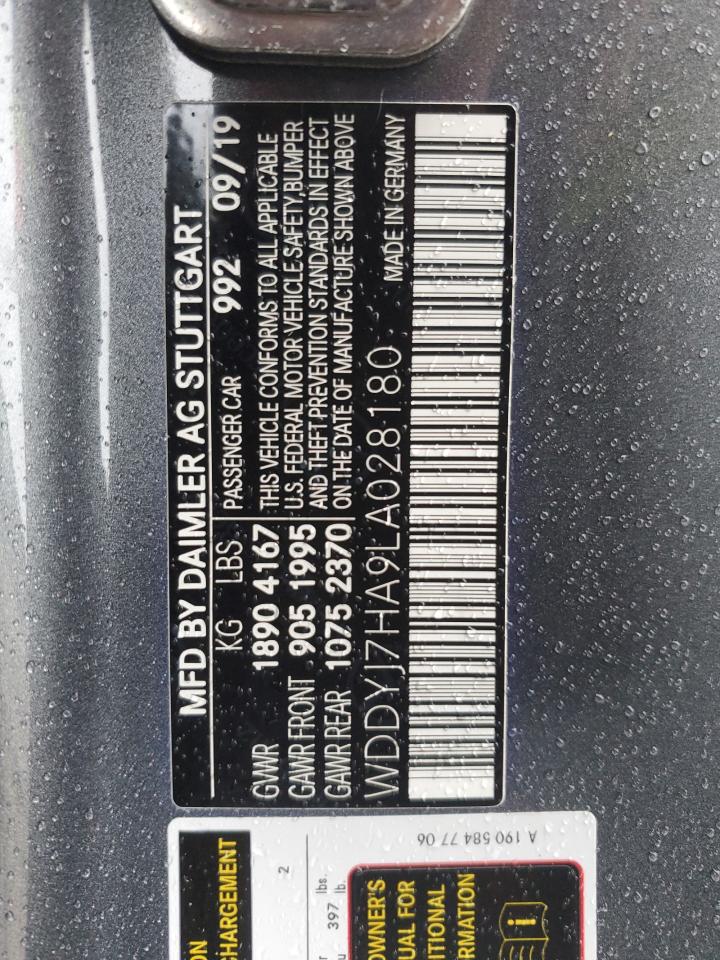 MFD BY DAIMLER AG STUTTGART
KG LBS PASSENGER CAR 992 09/19
GVWR 1890 4167 THIS VEHICLE CONFORMS TO ALL APPLICABLE
GAWR FRONT 905 1995 U.S. FEDERAL MOTOR VEHICLE SAFETY, BUMPER
GAWR REAR 1075 2370 AND THEFT PREVENTION STANDARDS IN EFFECT
ON THE DATE OF MANUFACTURE SHOWN ABOVE
WDDYJ7HA9LA028180 MADE IN GERMANY
ON
CHARGEMENT
2
397 lbs.
lb.
OWNER'S
UAL FOR
ITIONAL
RMATION
A 190 584 77 06